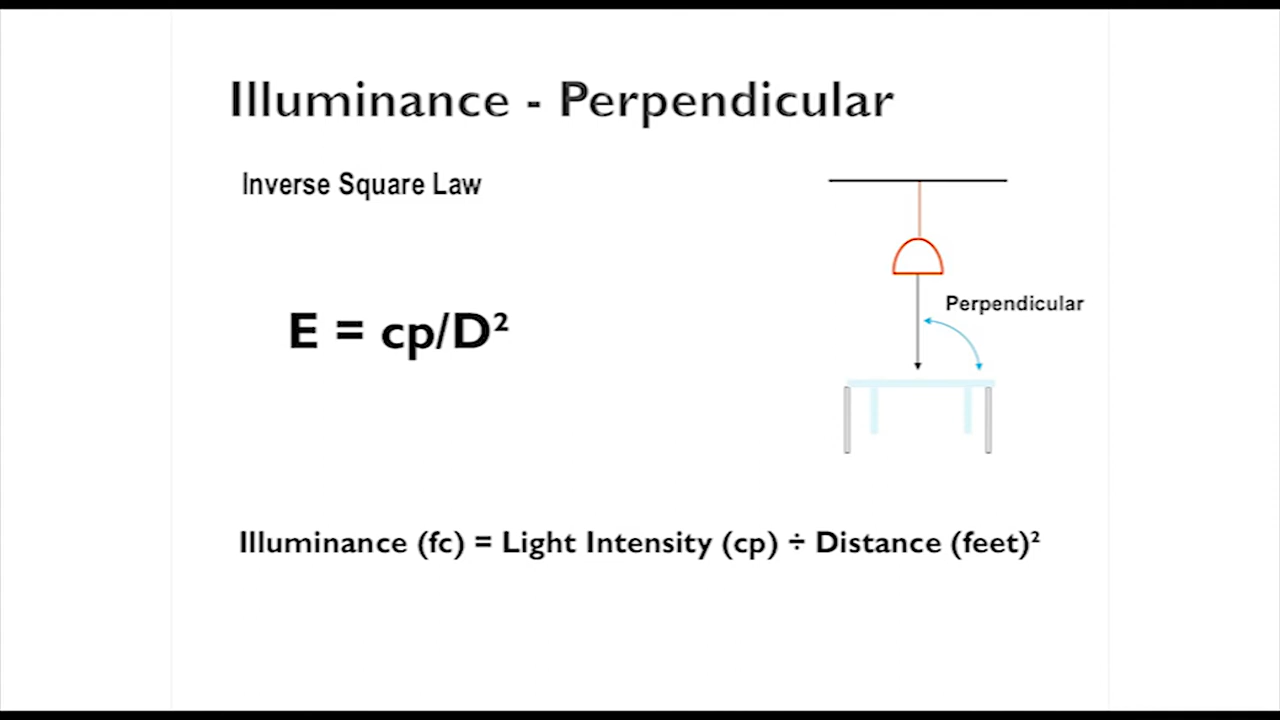 Illuminance - Perpendicular
Inverse Square Law
Perpendicular
E = cp/D²
Illuminance (fc) = Light Intensity (cp) ÷ Distance (feet)²